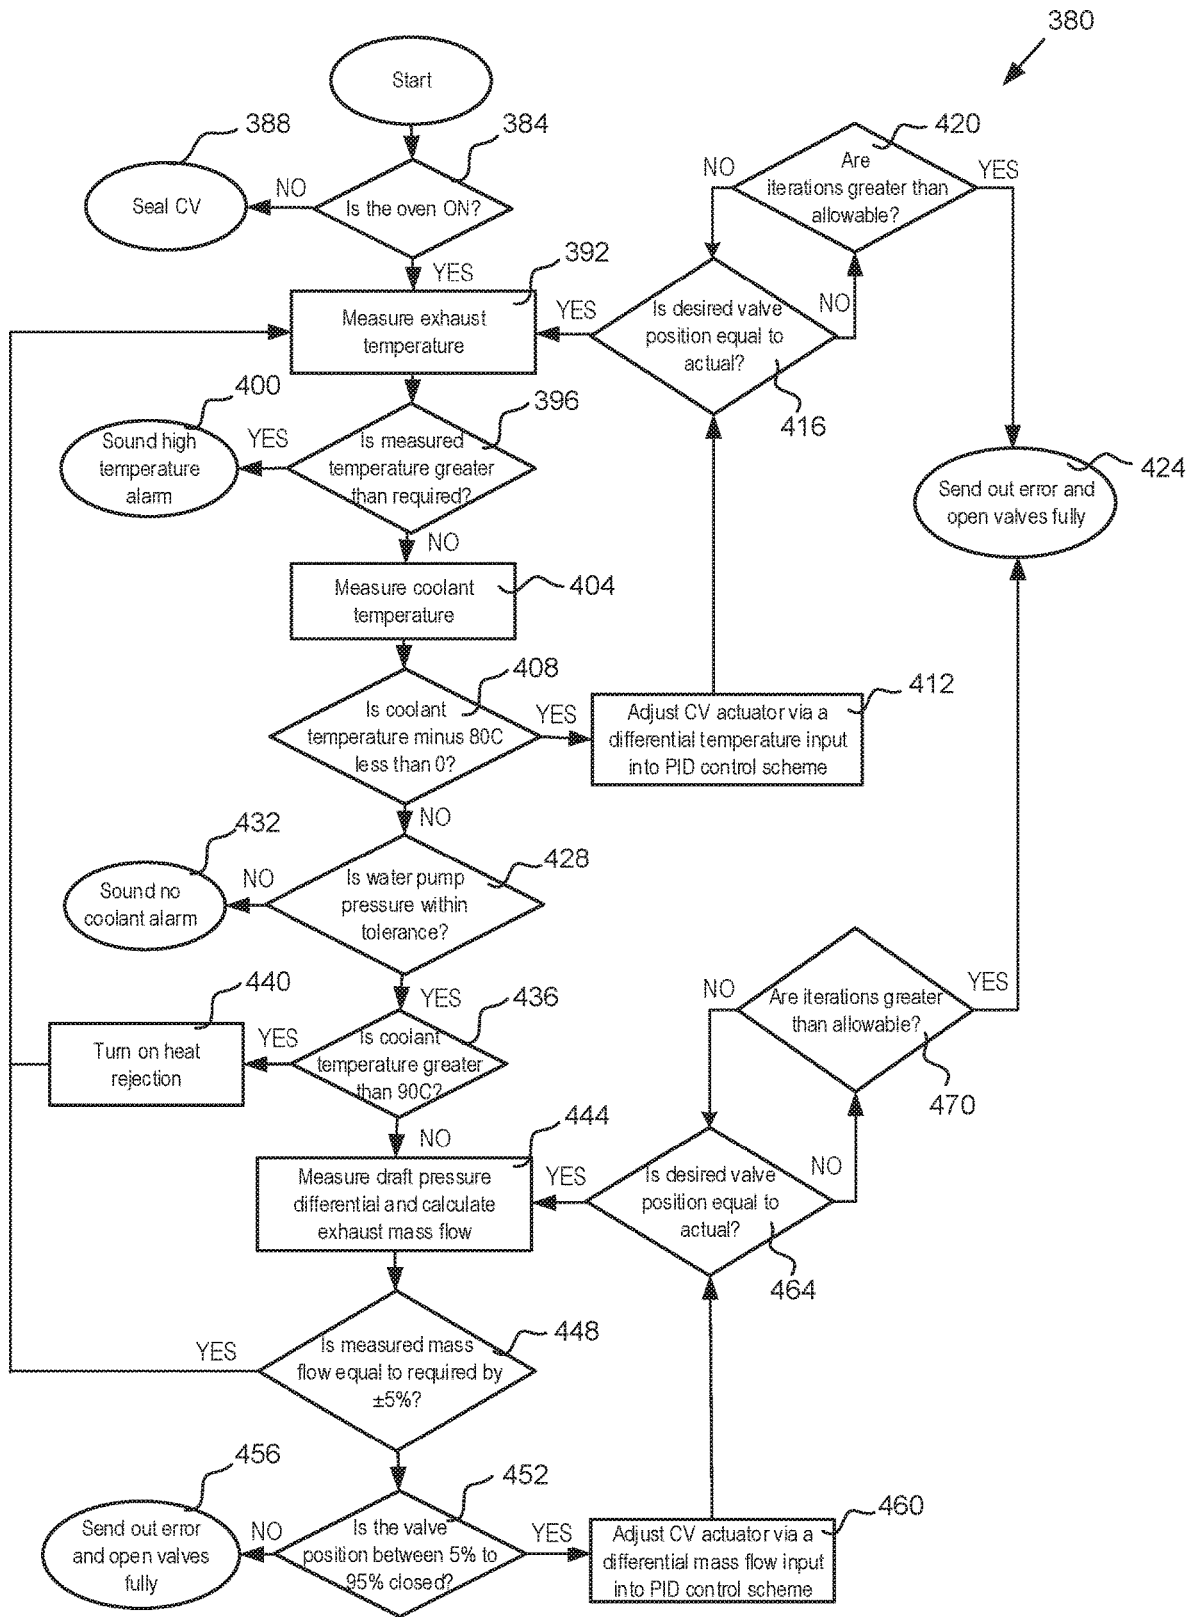 380
Start
388
384
420
NO
Are
iterations greater than
allowable?
YES
Seal CV
NO
Is the oven ON?
392
YES
Measure exhaust
temperature
YES
Is desired valve
position equal to
actual?
NO
416
400
396
Sound high
temperature
alarm
YES
Is measured
temperature greater
than required?
424
Send out error and
open valves fully
NO
Measure coolant
temperature
404
408
Is coolant
temperature minus 80C
less than 0?
YES
412
Adjust CV actuator via a
differential temperature input
into PID control scheme
NO
432
428
Sound no
coolant alarm
NO
Is water pump
pressure within
tolerance?
440
YES
436
Turn on heat
rejection
YES
Is coolant
temperature greater
than 90C?
NO
Are iterations greater
than allowable?
YES
470
444
NO
Measure draft pressure
differential and calculate
exhaust mass flow
YES
Is desired valve
position equal to
actual?
NO
464
448
YES
Is measured mass
flow equal to required by
±5%?
456
452
Send out error
and open valves
fully
NO
Is the valve
position between 5% to
95% closed?
YES
460
Adjust CV actuator via a
differential mass flow input
into PID control scheme